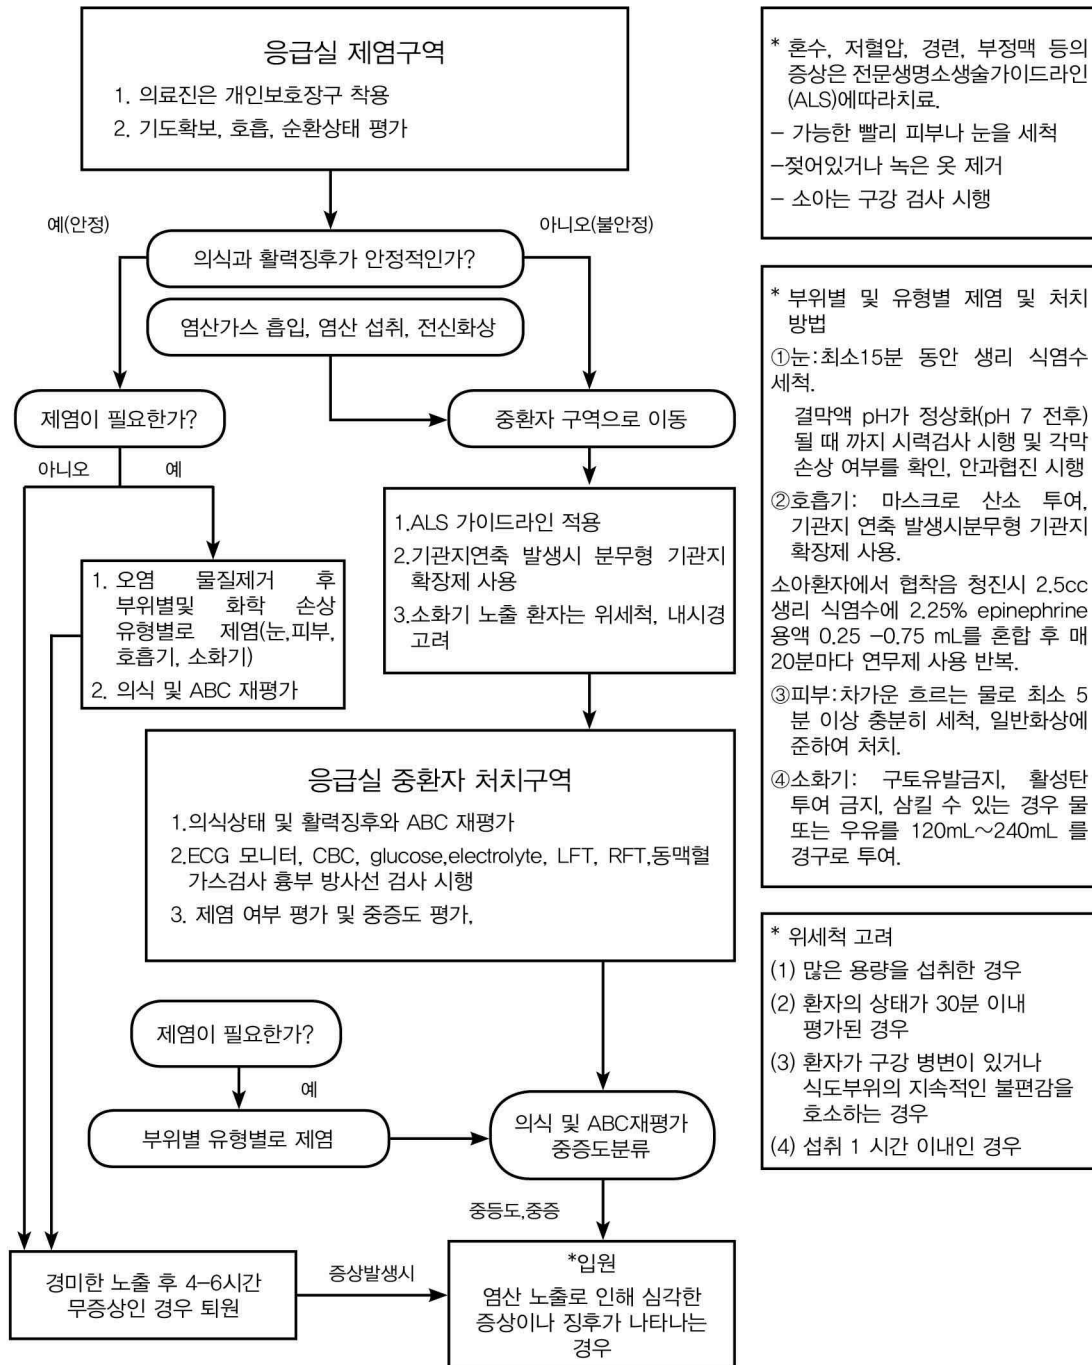 응급실 제염구역
1. 의료진은 개인보호장구 착용
2. 기도확보, 호흡, 순환상태 평가
예(안정)
아니오(불안정)
의식과 활력징후가 안정적인가?
염산가스 흡입, 염산 섭취, 전신화상
제염이 필요한가?
중환자 구역으로 이동
아니오
예
1. 오염 물질제거 후
부위별및 화학 손상
유형별로 제염(눈,피부,
호흡기, 소화기)
2. 의식 및 ABC 재평가
1.ALS 가이드라인 적용
2.기관지연축 발생시 분무형 기관지
확장제 사용
3.소화기 노출 환자는 위세척, 내시경
고려
응급실 중환자 처치구역
1.의식상태 및 활력징후와 ABC 재평가
2.ECG 모니터, CBC, glucose,electrolyte, LFT, RFT,동맥혈
가스검사 흉부 방사선 검사 시행
3. 제염 여부 평가 및 중증도 평가,
제염이 필요한가?
예
부위별 유형별로 제염
의식 및 ABC재평가
중증도분류
중등도,중증
경미한 노출 후 4-6시간
무증상인 경우 퇴원
증상발생시
*입원
염산 노출로 인해 심각한
증상이나 징후가 나타나는
경우
* 혼수, 저혈압, 경련, 부정맥 등의
증상은 전문생명소생술가이드라인
(ALS)에따라치료.
- 가능한 빨리 피부나 눈을 세척
-젖어있거나 녹은 옷 제거
- 소아는 구강 검사 시행
* 부위별 및 유형별 제염 및 처치
방법
①눈:최소15분 동안 생리 식염수
세척.
결막액 pH가 정상화(pH 7 전후)
될 때 까지 시력검사 시행 및 각막
손상 여부를 확인, 안과협진 시행
②호흡기: 마스크로 산소 투여,
기관지 연축 발생시분무형 기관지
확장제 사용.
소아환자에서 협착음 청진시 2.5cc
생리 식염수에 2.25% epinephrine
용액 0.25 -0.75 mL를 혼합 후 매
20분마다 연무제 사용 반복.
③피부:차가운 흐르는 물로 최소 5
분 이상 충분히 세척, 일반화상에
준하여 처치.
④소화기: 구토유발금지, 활성탄
투여 금지, 삼킬 수 있는 경우 물
또는 우유를 120mL～240mL 를
경구로 투여.
* 위세척 고려
(1) 많은 용량을 섭취한 경우
(2) 환자의 상태가 30분 이내
평가된 경우
(3) 환자가 구강 병변이 있거나
식도부위의 지속적인 불편감을
호소하는 경우
(4) 섭취 1 시간 이내인 경우